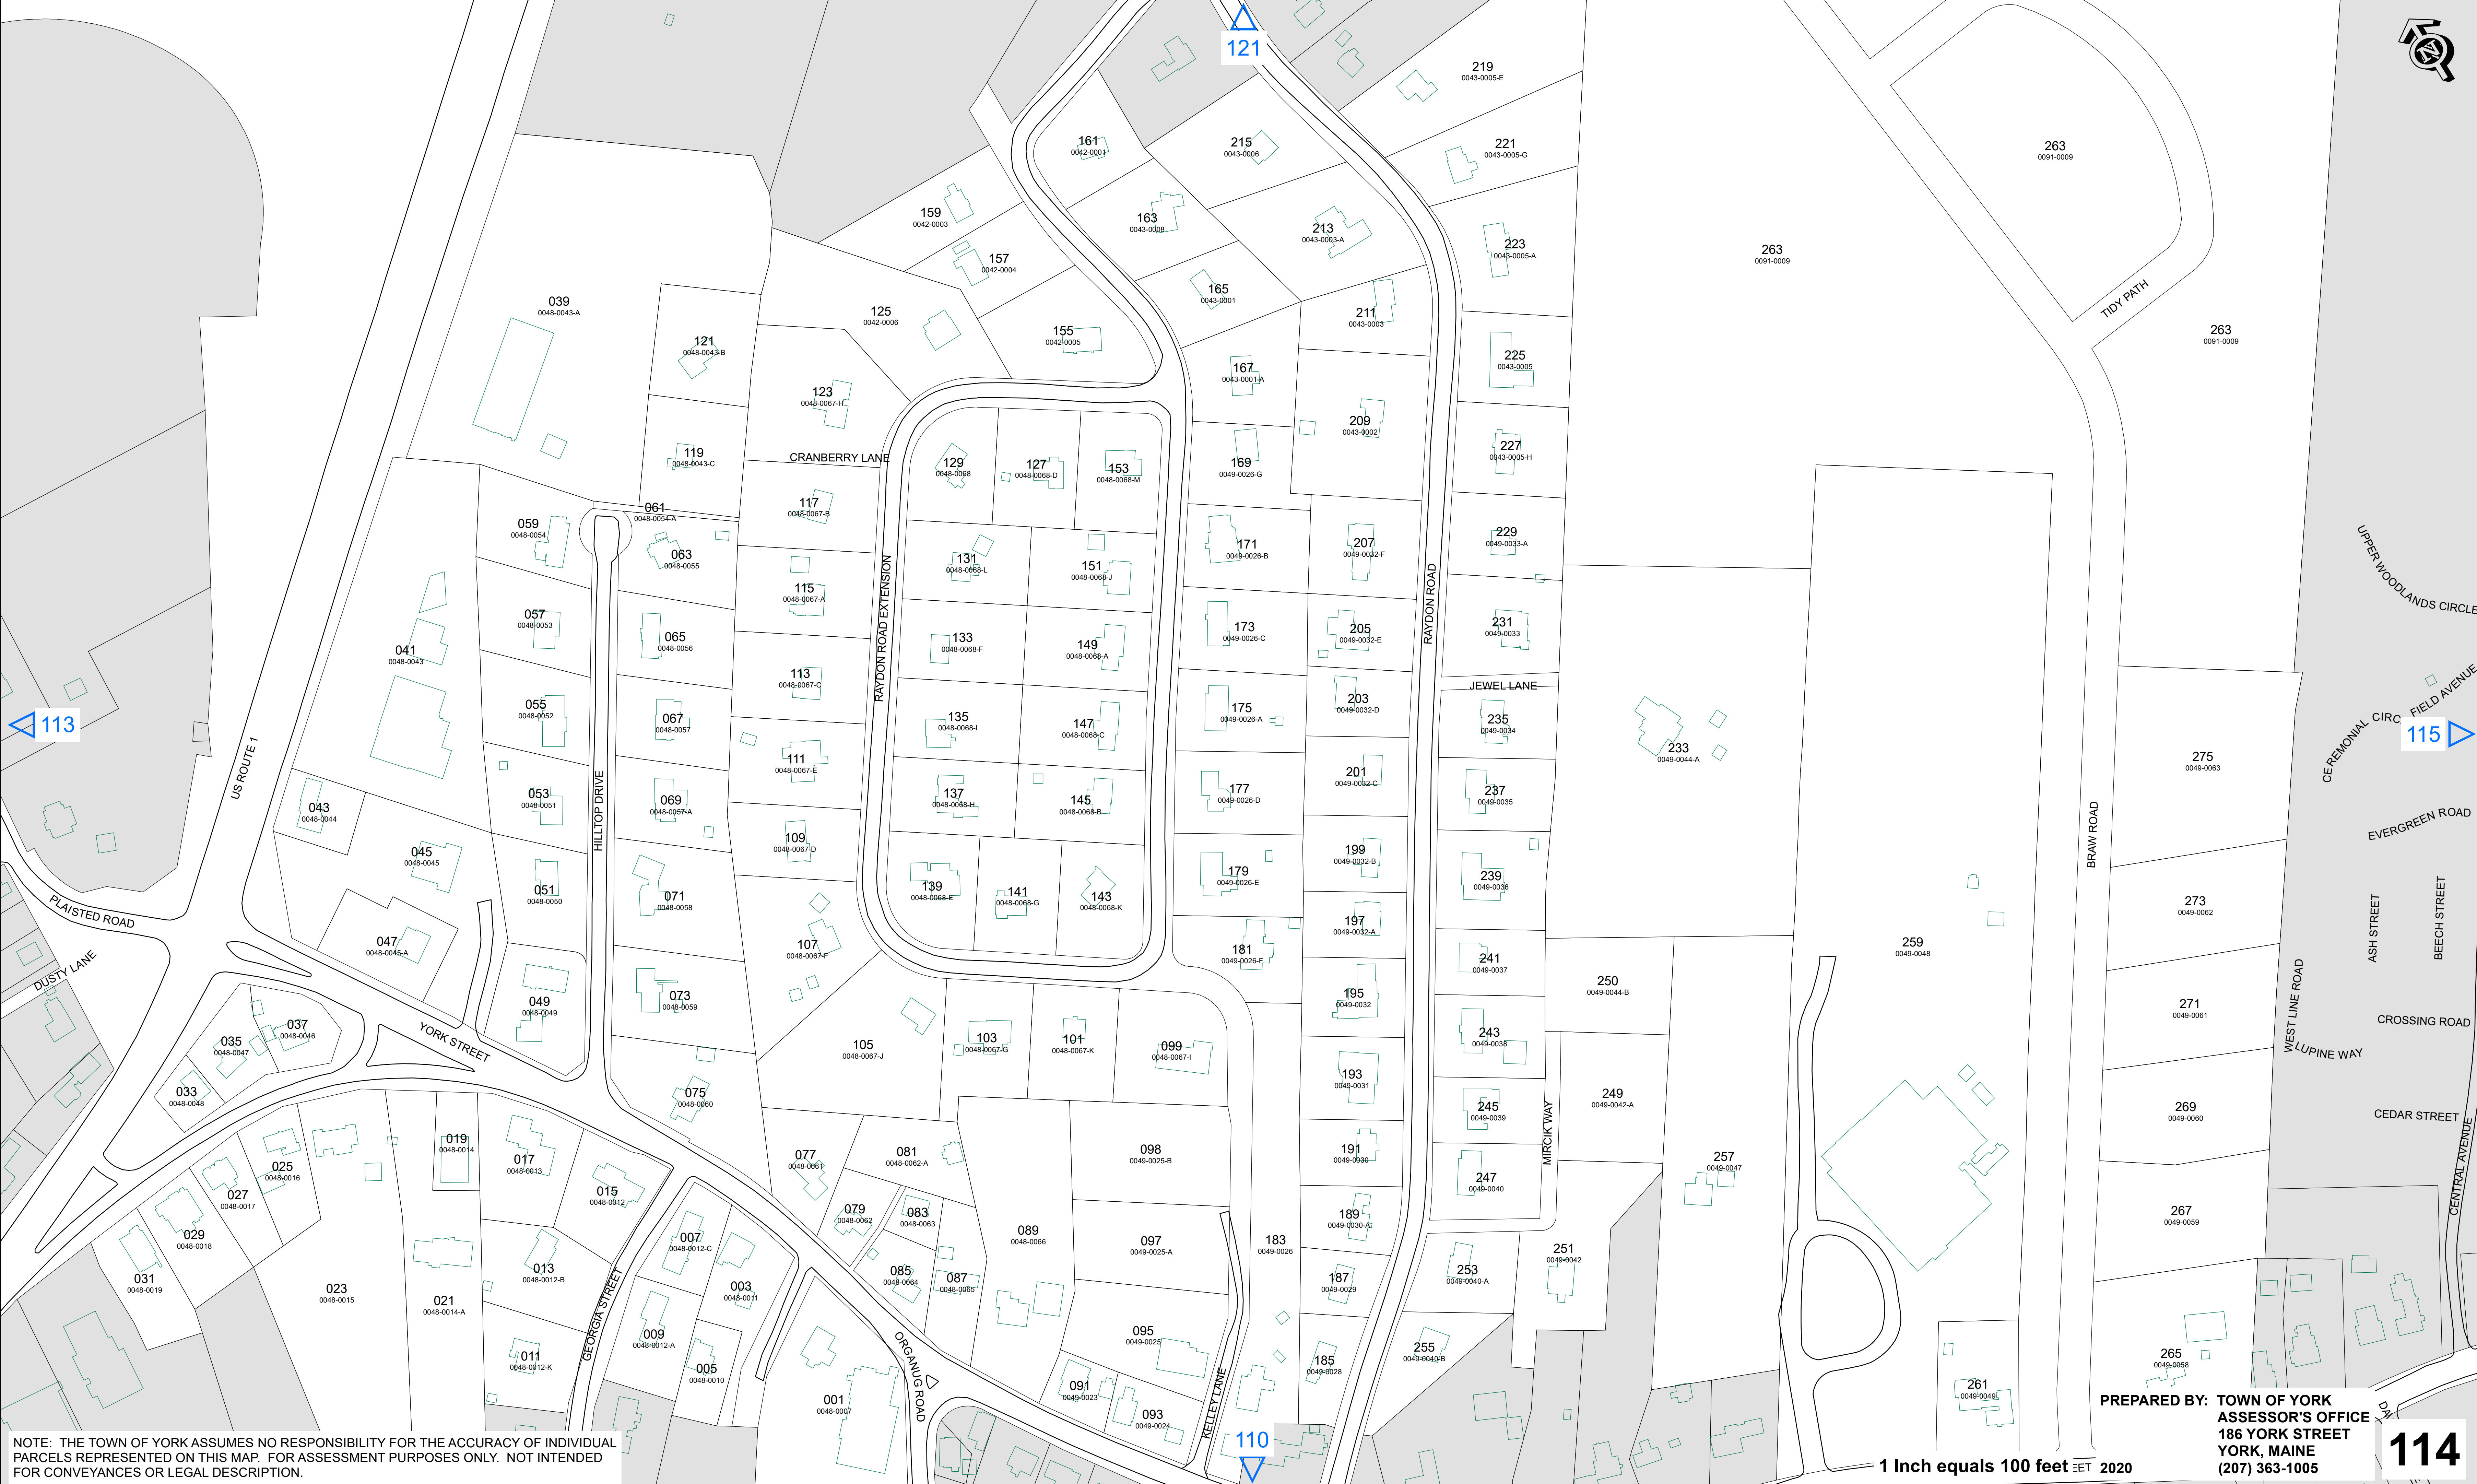 121
219
0043-0005-E
161
0042-0001
215
0043-0006
221
0043-0005-G
263
0091-0009
159
0042-0003
163
0043-0008
213
0043-0003-A
223
0043-0005-A
263
0091-0009
157
0042-0004
165
0043-0001
TIDY PATH
039
0048-0043-A
125
0042-0006
211
0043-0003
155
0042-0005
263
0091-0009
121
0048-0043-B
225
0043-0005
167
0043-0001-A
123
0048-0067-H
209
0043-0002
227
0043-0005-H
119
0048-0043-C
CRANBERRY LANE
129
0048-0068
127
0048-0068-D
153
0048-0068-M
169
0049-0026-G
117
0048-0067-B
061
0048-0054-A
059
0048-0054
063
0048-0055
131
0048-0068-L
151
0048-0068-J
171
0049-0026-B
207
0049-0032-F
229
0049-0033-A
UPPER WOODLANDS CIRCLE
115
0048-0067-A
RAYDON ROAD EXTENSION
RAYDON ROAD
057
0048-0053
065
0048-0056
133
0048-0068-F
149
0048-0068-A
173
0049-0026-C
205
0049-0032-E
231
0049-0033
041
0048-0043
113
0048-0067-C
JEWEL LANE
055
0048-0052
067
0048-0057
135
0048-0068-I
147
0048-0068-C
175
0049-0026-A
203
0049-0032-D
235
0049-0034
233
0049-0044-A
CEREMONIAL CIRC
FIELD AVENUE
113
115
US ROUTE 1
111
0048-0067-E
275
0049-0063
043
0048-0044
053
0048-0051
069
0048-0057-A
HILLTOP DRIVE
137
0048-0068-H
145
0048-0068-B
177
0049-0026-D
201
0049-0032-C
237
0049-0035
BRAW ROAD
EVERGREEN ROAD
045
0048-0045
109
0048-0067-D
199
0049-0032-B
051
0048-0050
071
0048-0058
139
0048-0068-E
141
0048-0068-G
143
0048-0068-K
179
0049-0026-E
239
0049-0036
PLAISTED ROAD
273
0049-0062
ASH STREET
BEECH STREET
047
0048-0045-A
107
0048-0067-F
181
0049-0026-F
197
0049-0032-A
241
0049-0037
259
0049-0048
DUSTY LANE
049
0048-0049
073
0048-0059
195
0049-0032
250
0049-0044-B
271
0049-0061
WEST LINE ROAD
CROSSING ROAD
037
0048-0046
035
0048-0047
YORK STREET
105
0048-0067-J
103
0048-0067-G
101
0048-0067-K
099
0048-0067-I
243
0049-0038
LUPINE WAY
033
0048-0048
075
0048-0060
193
0049-0031
245
0049-0039
249
0049-0042-A
269
0049-0060
CEDAR STREET
MIRCIK WAY
019
0048-0014
017
0048-0013
025
0048-0016
077
0048-0061
081
0048-0062-A
098
0049-0025-B
191
0049-0030
247
0049-0040
257
0049-0047
CENTRAL AVENUE
027
0048-0017
015
0048-0012
079
0048-0062
083
0048-0063
189
0049-0030-A
267
0049-0059
029
0048-0018
007
0048-0012-C
089
0048-0066
097
0049-0025-A
183
0049-0026
251
0049-0042
031
0048-0019
023
0048-0015
021
0048-0014-A
013
0048-0012-B
003
0048-0011
085
0048-0064
087
0048-0065
187
0049-0029
253
0049-0040-A
GEORGIA STREET
009
0048-0012-A
095
0049-0025
255
0049-0040-B
265
0049-0058
011
0048-0012-K
005
0048-0010
ORGANUG ROAD
185
0049-0028
091
0049-0023
KELLEY LANE
001
0048-0007
093
0049-0024
261
0049-0049
110
NOTE: THE TOWN OF YORK ASSUMES NO RESPONSIBILITY FOR THE ACCURACY OF INDIVIDUAL
PARCELS REPRESENTED ON THIS MAP. FOR ASSESSMENT PURPOSES ONLY. NOT INTENDED
FOR CONVEYANCES OR LEGAL DESCRIPTION.
PREPARED BY: TOWN OF YORK
ASSESSOR'S OFFICE
186 YORK STREET
YORK, MAINE
(207) 363-1005
1 Inch equals 100 feet
2020
114
N